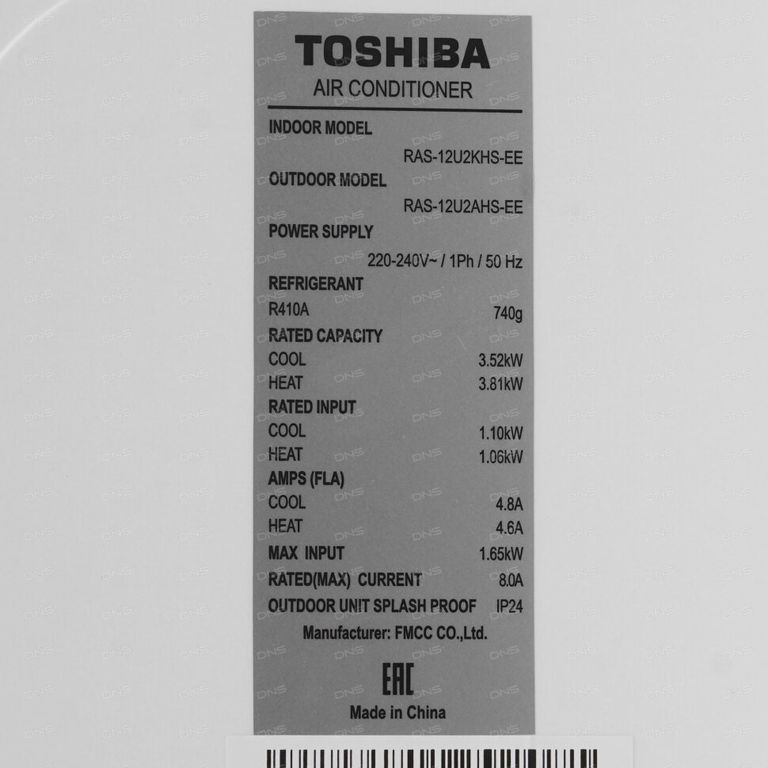 TOSHIBA
AIR CONDITIONER
INDOOR MODEL
RAS-12U2KHS-EE
OUTDOOR MODEL
RAS-12U2AHS-EE
POWER SUPPLY
220-240V~ / 1Ph / 50 Hz
REFRIGERANT
R410A 740g
RATED CAPACITY
COOL 3.52kW
HEAT 3.81kW
RATED INPUT
COOL 1.10kW
HEAT 1.06kW
AMPS (FLA)
COOL 4.8A
HEAT 4.6A
MAX INPUT 1.65kW
RATED(MAX) CURRENT 8.0A
OUTDOOR UNIT SPLASH PROOF IP24
Manufacturer: FMCC CO.,Ltd.
EAC
Made in China